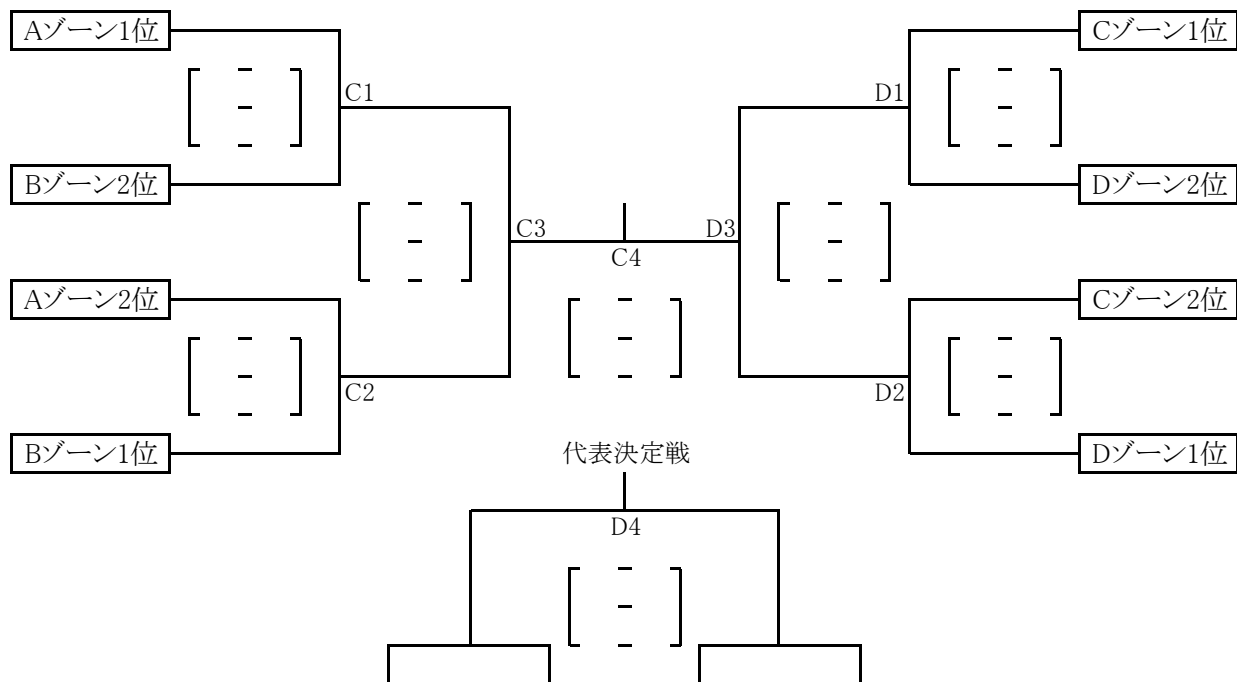 Aゾーン1位
Cゾーン1位
C1
D1
Bゾーン2位
Dゾーン2位
C3
D3
C4
Aゾーン2位
Cゾーン2位
C2
D2
Bゾーン1位
Dゾーン1位
代表決定戦
D4